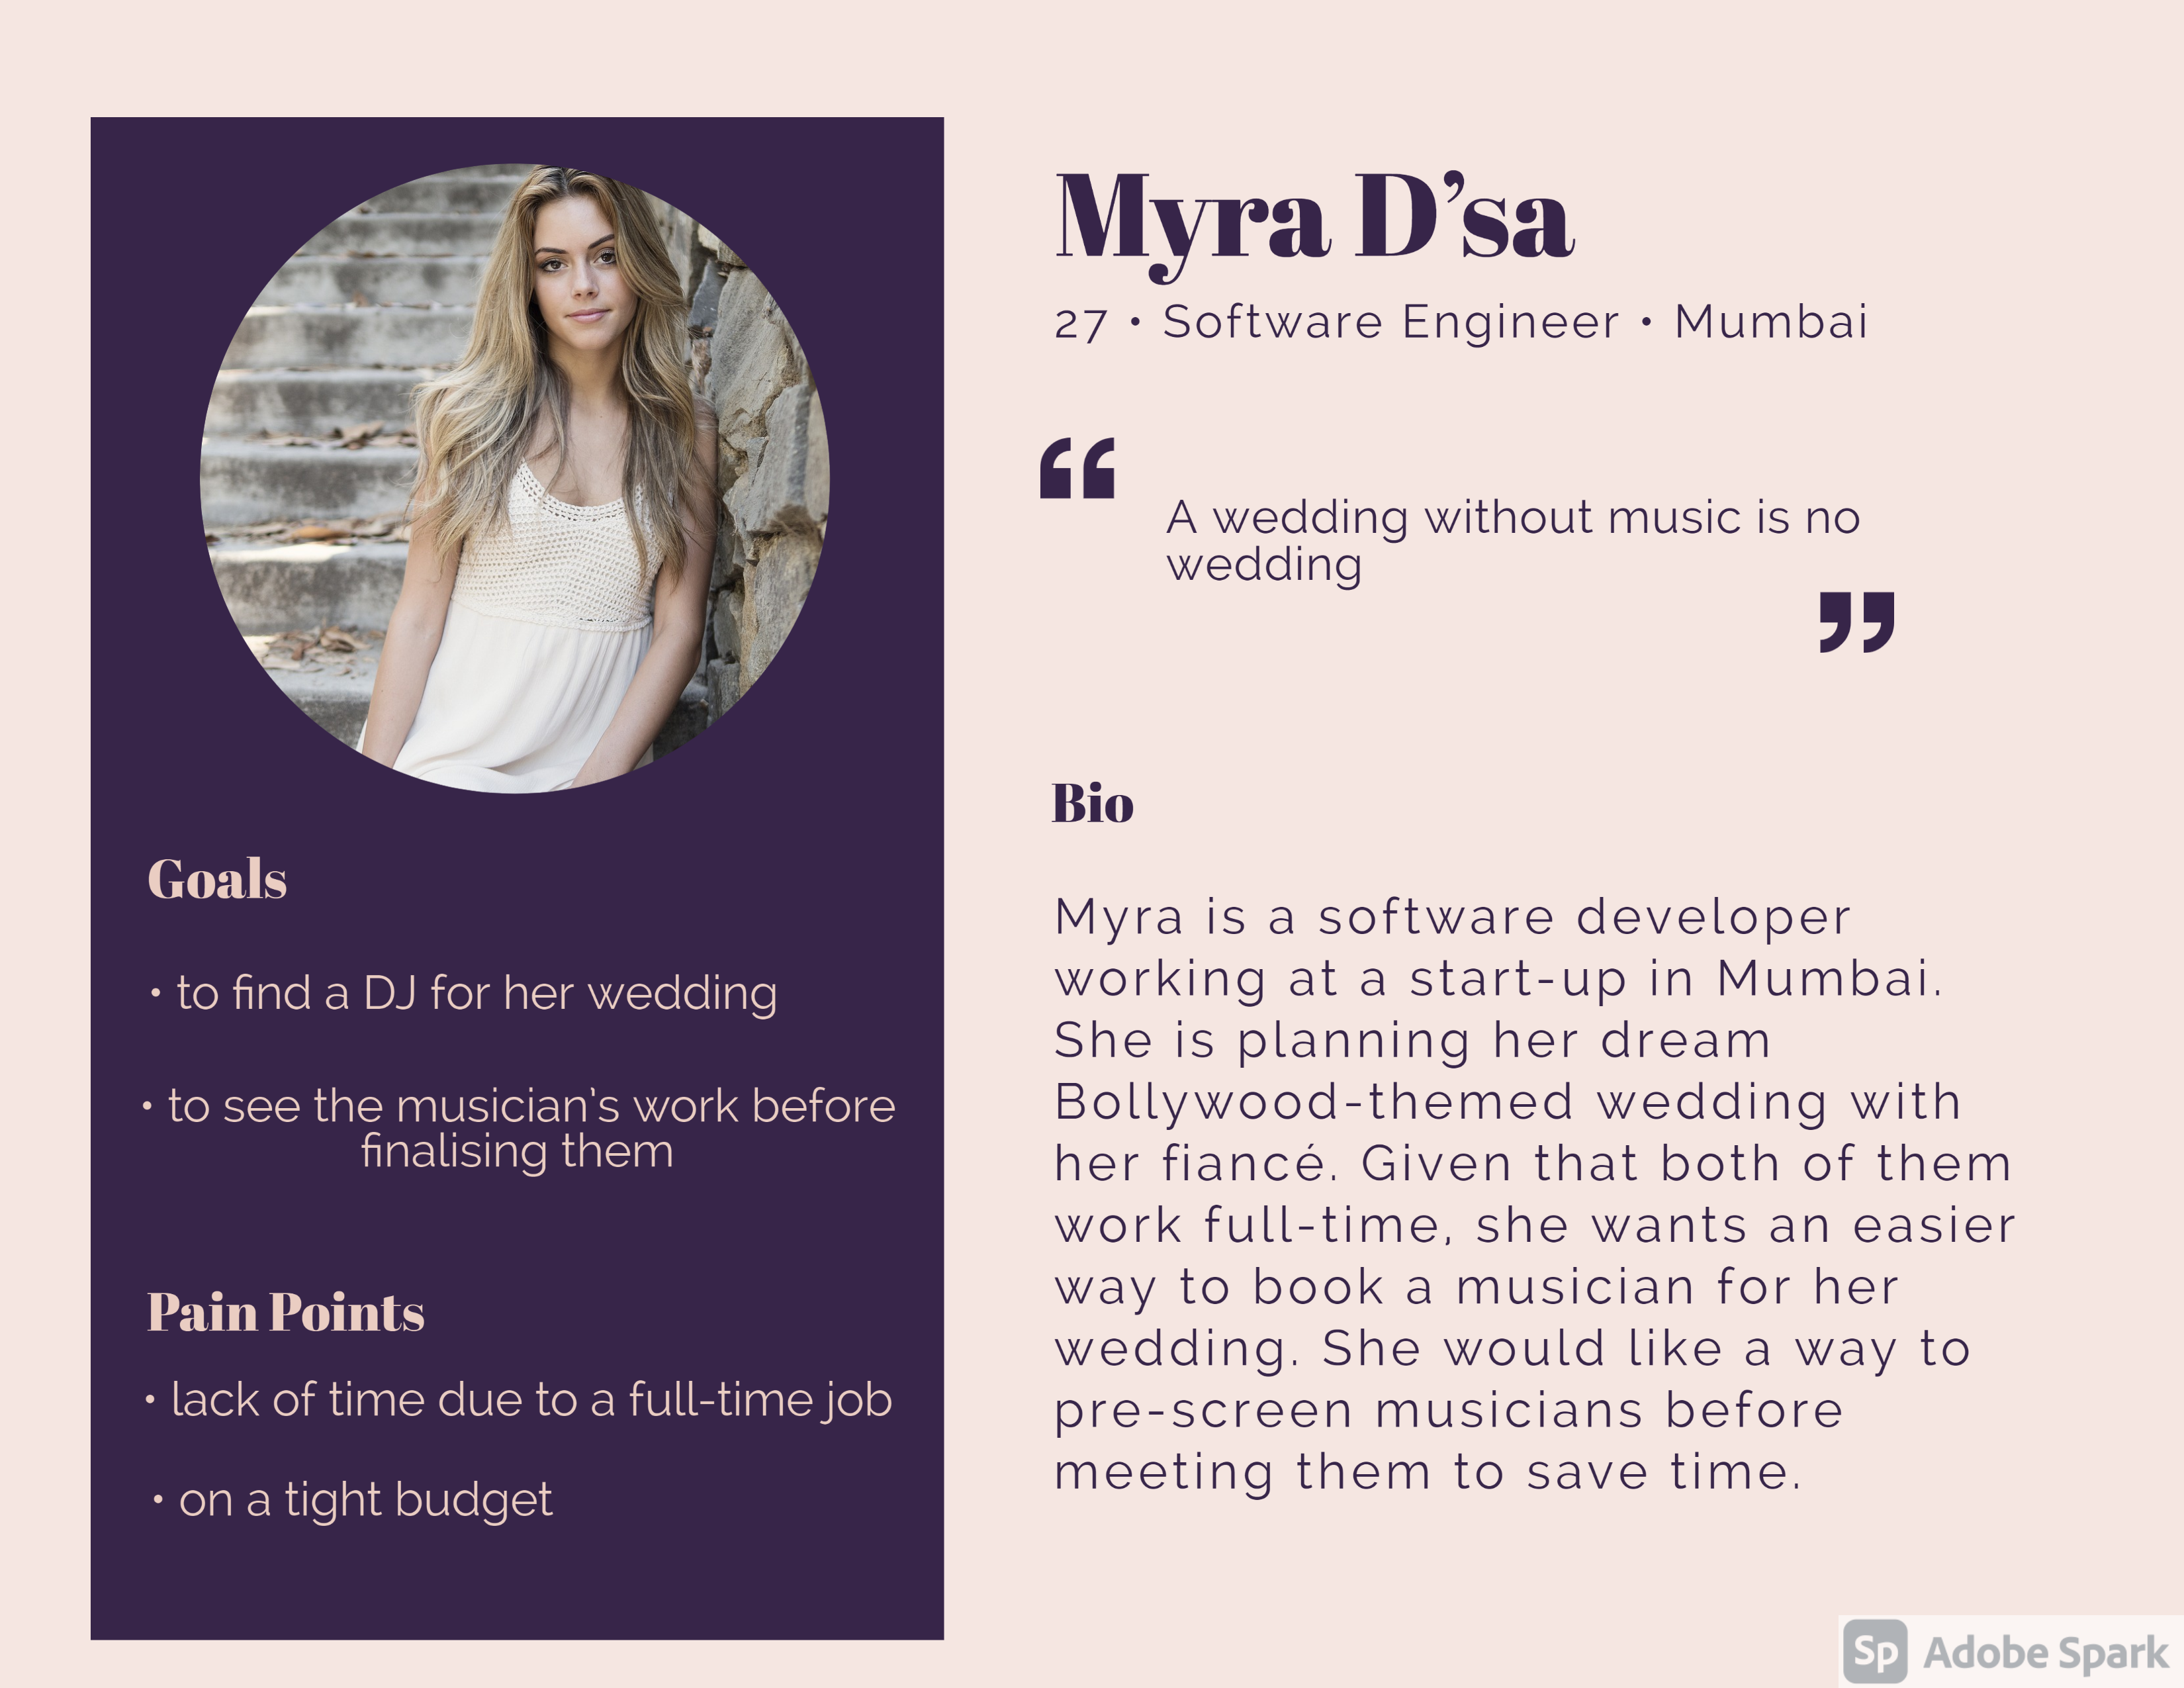 Myra D’sa
27 • Software Engineer • Mumbai
“
A wedding without music is no
wedding
”
Goals
• to find a DJ for her wedding
• to see the musician's work before
finalising them
Pain Points
• lack of time due to a full-time job
• on a tight budget
Bio
Myra is a software developer
working at a start-up in Mumbai.
She is planning her dream
Bollywood-themed wedding with
her fiancé. Given that both of them
work full-time, she wants an easier
way to book a musician for her
wedding. She would like a way to
pre-screen musicians before
meeting them to save time.
Sp Adobe Spark